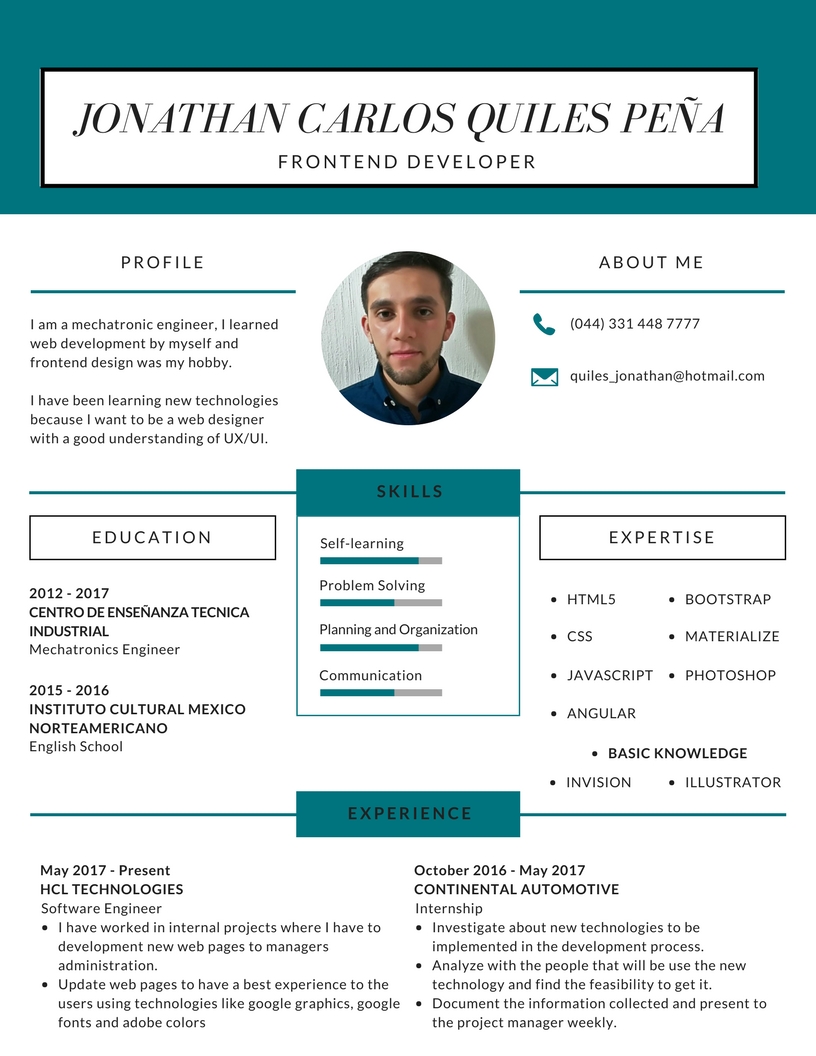 JONATHAN CARLOS QUILES PEÑA
FRONTEND DEVELOPER
PROFILE
I am a mechatronic engineer, I learned
web development by myself and
frontend design was my hobby.
I have been learning new technologies
because I want to be a web designer
with a good understanding of UX/UI.
ABOUT ME
(044) 331 448 7777
quiles_jonathan@hotmail.com
EDUCATION
2012 - 2017
CENTRO DE ENSEÑANZA TECNICA
INDUSTRIAL
Mechatronics Engineer
2015 - 2016
INSTITUTO CULTURAL MEXICO
NORTEAMERICANO
English School
SKILLS
Self-learning
Problem Solving
Planning and Organization
Communication
EXPERTISE
• HTML5 • BOOTSTRAP
• CSS • MATERIALIZE
• JAVASCRIPT • PHOTOSHOP
• ANGULAR
• BASIC KNOWLEDGE
• INVISION • ILLUSTRATOR
EXPERIENCE
May 2017 - Present
HCL TECHNOLOGIES
Software Engineer
• I have worked in internal projects where I have to
development new web pages to managers
administration.
• Update web pages to have a best experience to the
users using technologies like google graphics, google
fonts and adobe colors
October 2016 - May 2017
CONTINENTAL AUTOMOTIVE
Internship
• Investigate about new technologies to be
implemented in the development process.
• Analyze with the people that will be use the new
technology and find the feasibility to get it.
• Document the information collected and present to
the project manager weekly.